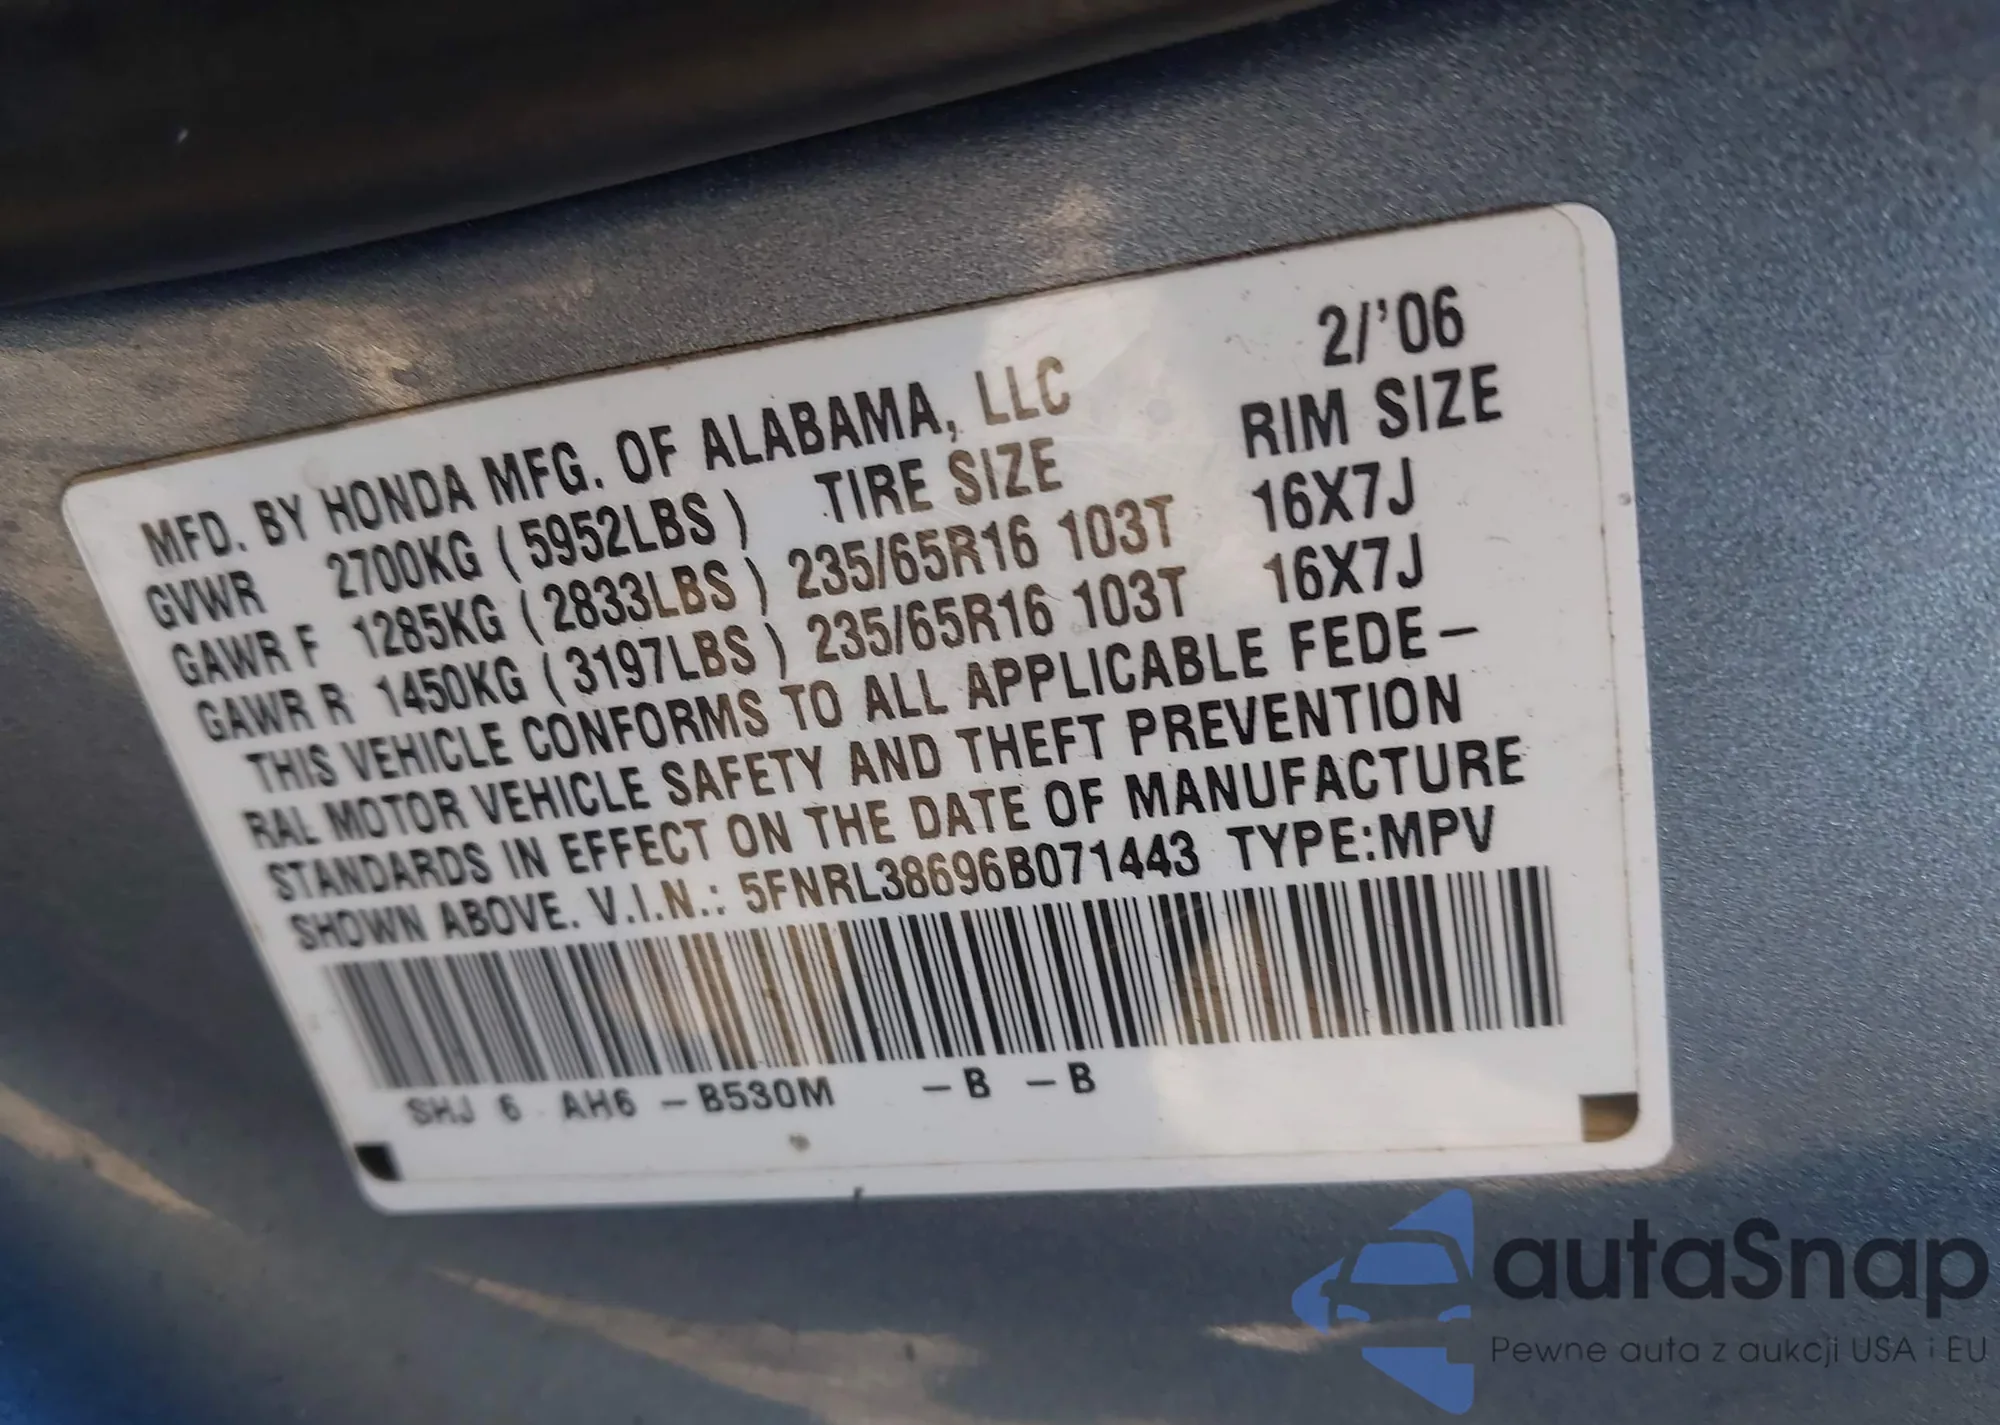 2/'06
MFD. BY HONDA MFG. OF ALABAMA, LLC
RIM SIZE
GVWR 2700KG (5952LBS) TIRE SIZE
GAWR F 1285KG (2833LBS) 235/65R16 103T 16X7J
GAWR R 1450KG (3197LBS) 235/65R16 103T 16X7J
THIS VEHICLE CONFORMS TO ALL APPLICABLE FEDE–
RAL MOTOR VEHICLE SAFETY AND THEFT PREVENTION
STANDARDS IN EFFECT ON THE DATE OF MANUFACTURE
SHOWN ABOVE. V.I.N.: 5FNRL38696B071443 TYPE:MPV
SHJ 6 AH6 –B530M –B –B
autaSnap
Pewne auta z aukcji USA i EU